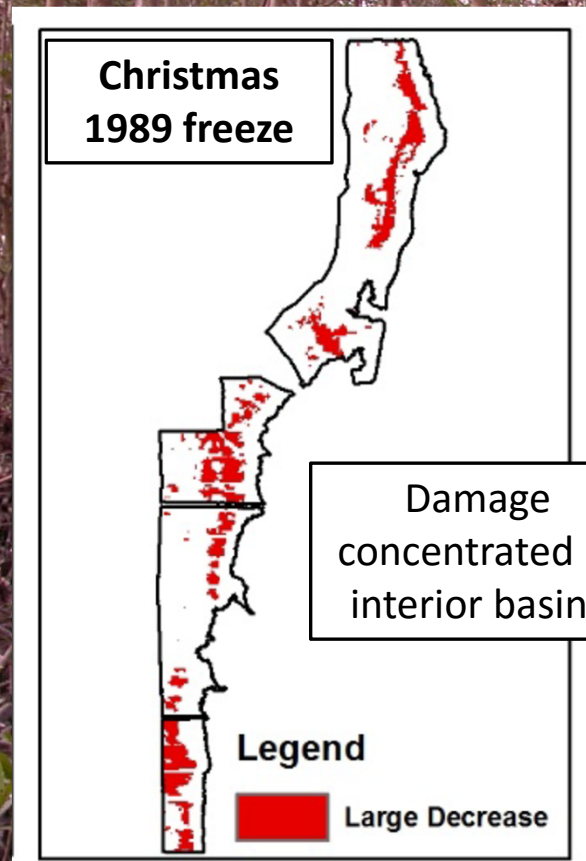 Christmas
1989 freeze
Damage
concentrated
interior basin
Legend
Large Decrease